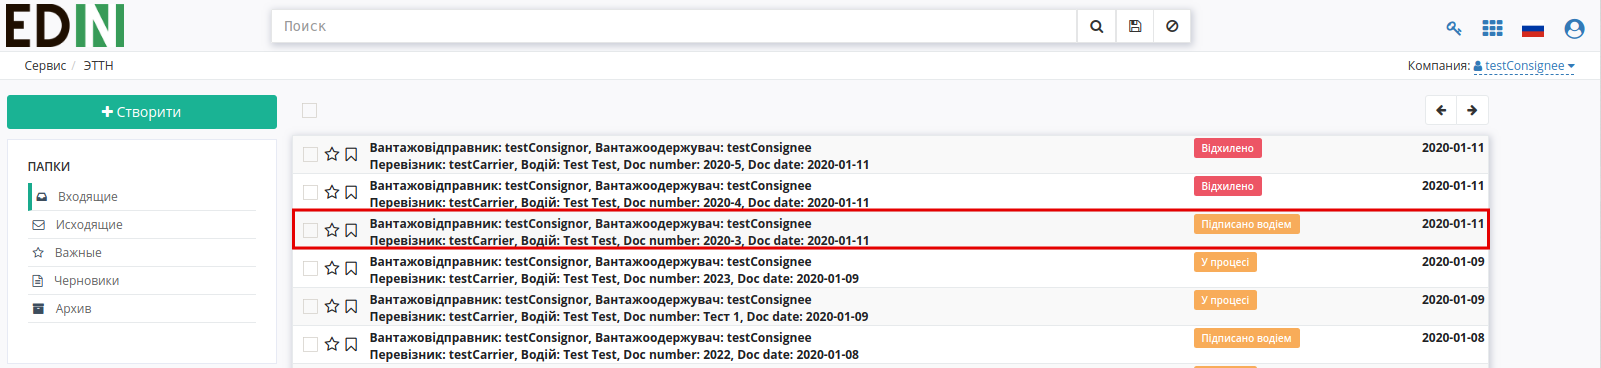 EDIN
Поиск
Сервис / ЭТТН
Компания: testConsignee
Створити
ПАПКИ
Входящие
Исходящие
Важные
Черновики
Архив
Вантажовідправник: testConsignor, Вантажоодержувач: testConsignee
Відхилено
2020-01-11
Перевізник: testCarrier, Водій: Test Test, Doc number: 2020-5, Doc date: 2020-01-11
Вантажовідправник: testConsignor, Вантажоодержувач: testConsignee
Відхилено
2020-01-11
Перевізник: testCarrier, Водій: Test Test, Doc number: 2020-4, Doc date: 2020-01-11
Вантажовідправник: testConsignor, Вантажоодержувач: testConsignee
Підписано водієм
2020-01-11
Перевізник: testCarrier, Водій: Test Test, Doc number: 2020-3, Doc date: 2020-01-11
Вантажовідправник: testConsignor, Вантажоодержувач: testConsignee
У процесі
2020-01-09
Перевізник: testCarrier, Водій: Test Test, Doc number: 2023, Doc date: 2020-01-09
Вантажовідправник: testConsignor, Вантажоодержувач: testConsignee
У процесі
2020-01-09
Перевізник: testCarrier, Водій: Test Test, Doc number: Тест 1, Doc date: 2020-01-09
Вантажовідправник: testConsignor, Вантажоодержувач: testConsignee
Підписано водієм
2020-01-08
Перевізник: testCarrier, Водій: Test Test, Doc number: 2022, Doc date: 2020-01-08